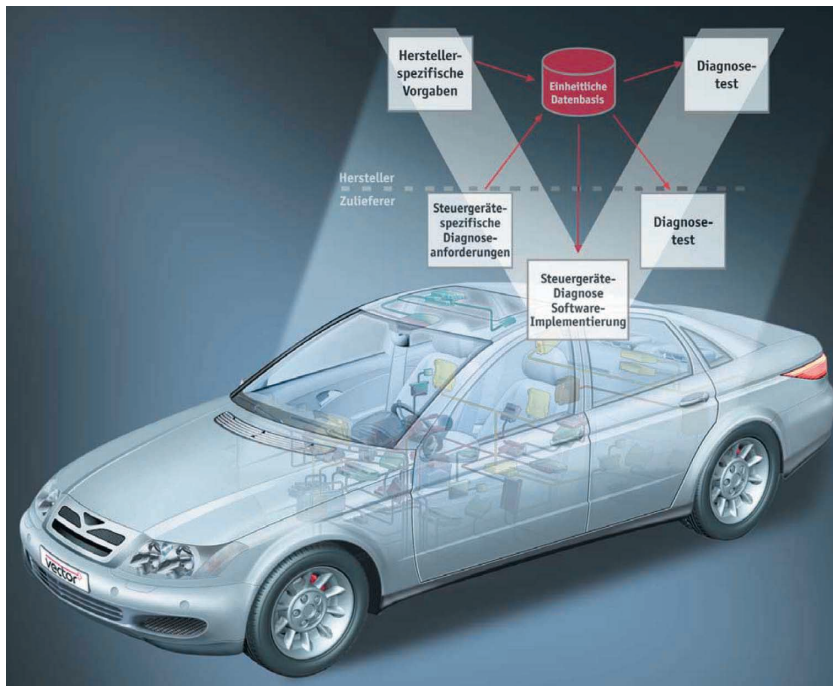 Hersteller-
spezifische
Vorgaben
Einheitliche
Datenbasis
Diagnose-
test
Hersteller
Zulieferer
Steuergeräte-
spezifische
Diagnose-
anforderungen
Diagnose-
test
Steuergeräte-
Diagnose
Software-
Implementierung
vector